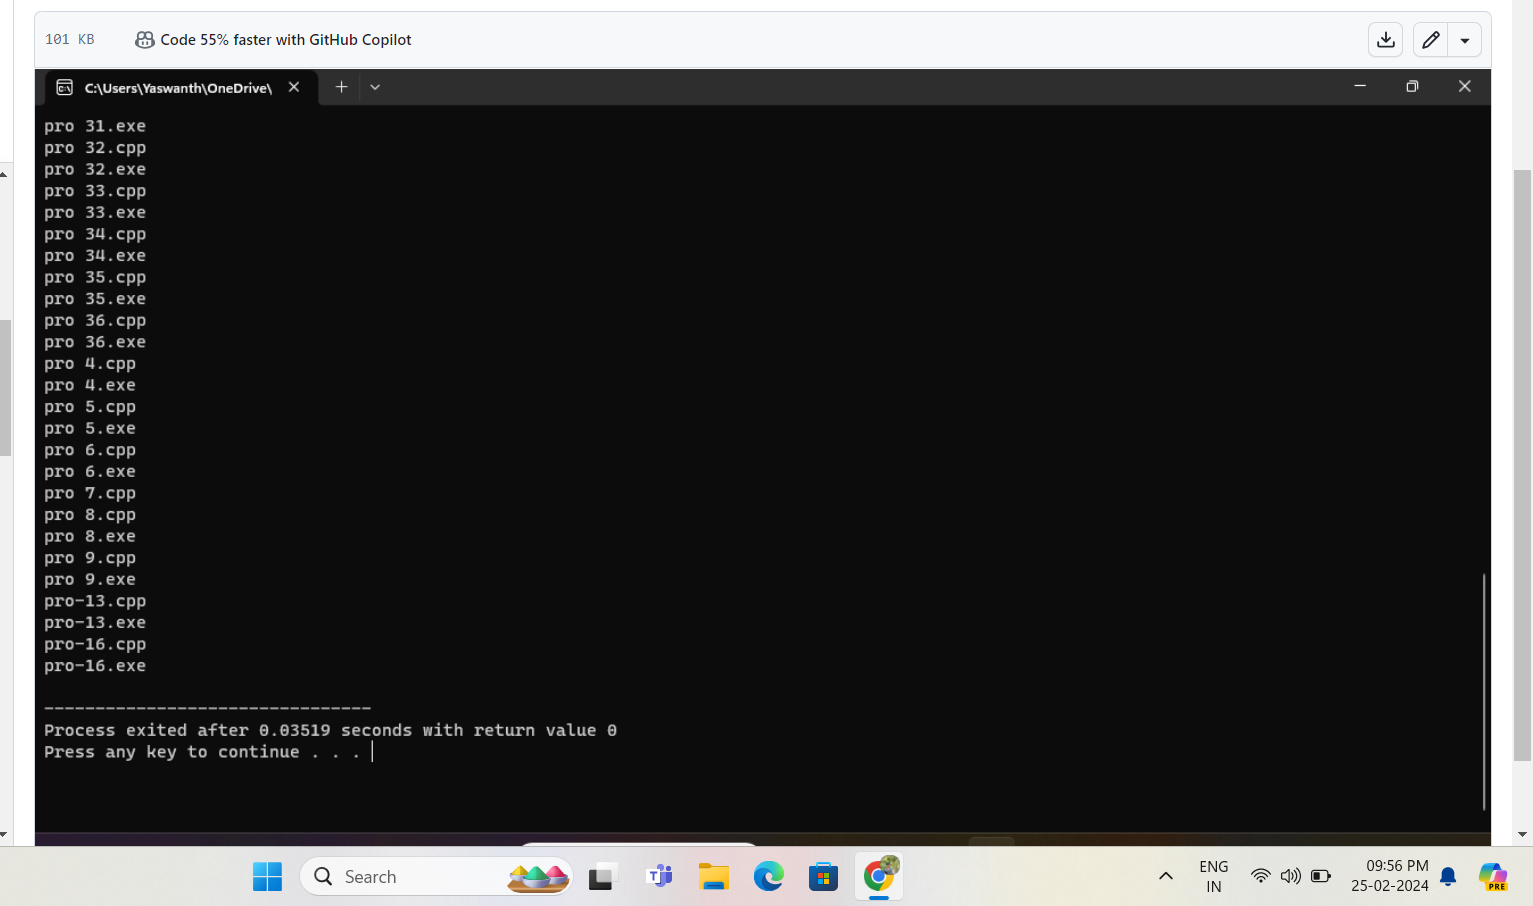 101 KB
Code 55% faster with GitHub Copilot
C:\Users\Yaswanth\OneDrive\
pro 31.exe
pro 32.cpp
pro 32.exe
pro 33.cpp
pro 33.exe
pro 34.cpp
pro 34.exe
pro 35.cpp
pro 35.exe
pro 36.cpp
pro 36.exe
pro 4.cpp
pro 4.exe
pro 5.cpp
pro 5.exe
pro 6.cpp
pro 6.exe
pro 7.cpp
pro 8.cpp
pro 8.exe
pro 9.cpp
pro 9.exe
pro-13.cpp
pro-13.exe
pro-16.cpp
pro-16.exe
--------------------------------
Process exited after 0.03519 seconds with return value 0
Press any key to continue . . .
Search
ENG
IN
09:56 PM
25-02-2024
PRE